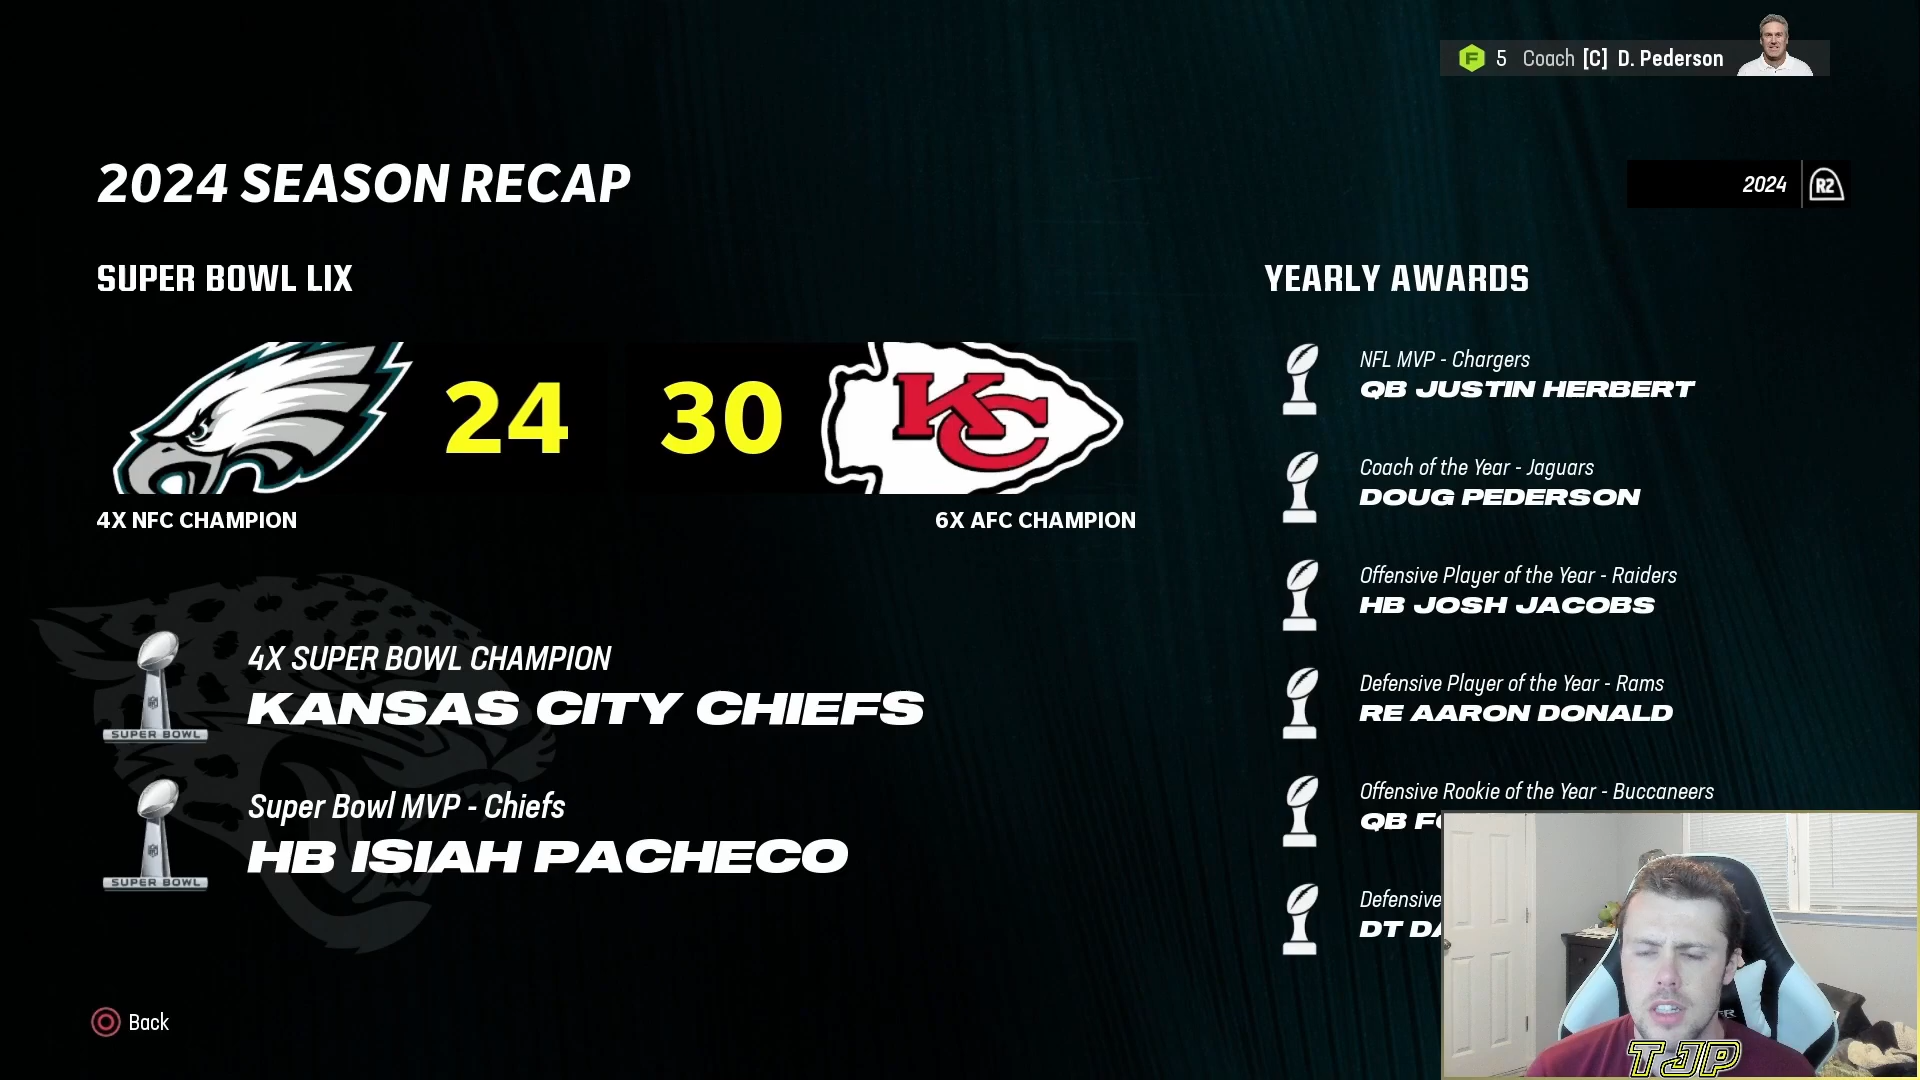 5 Coach [C] D. Pederson
2024 SEASON RECAP
2024 R2
SUPER BOWL LIX
YEARLY AWARDS
24 30 KC
4X NFC CHAMPION
6X AFC CHAMPION
NFL MVP - Chargers
QB JUSTIN HERBERT
Coach of the Year - Jaguars
DOUG PEDERSON
Offensive Player of the Year - Raiders
HB JOSH JACOBS
Defensive Player of the Year - Rams
RE AARON DONALD
Offensive Rookie of the Year - Buccaneers
QB
Defensive
DT
4X SUPER BOWL CHAMPION
KANSAS CITY CHIEFS
SUPER BOWL
Super Bowl MVP - Chiefs
HB ISIAH PACHECO
SUPER BOWL
Back
TJP